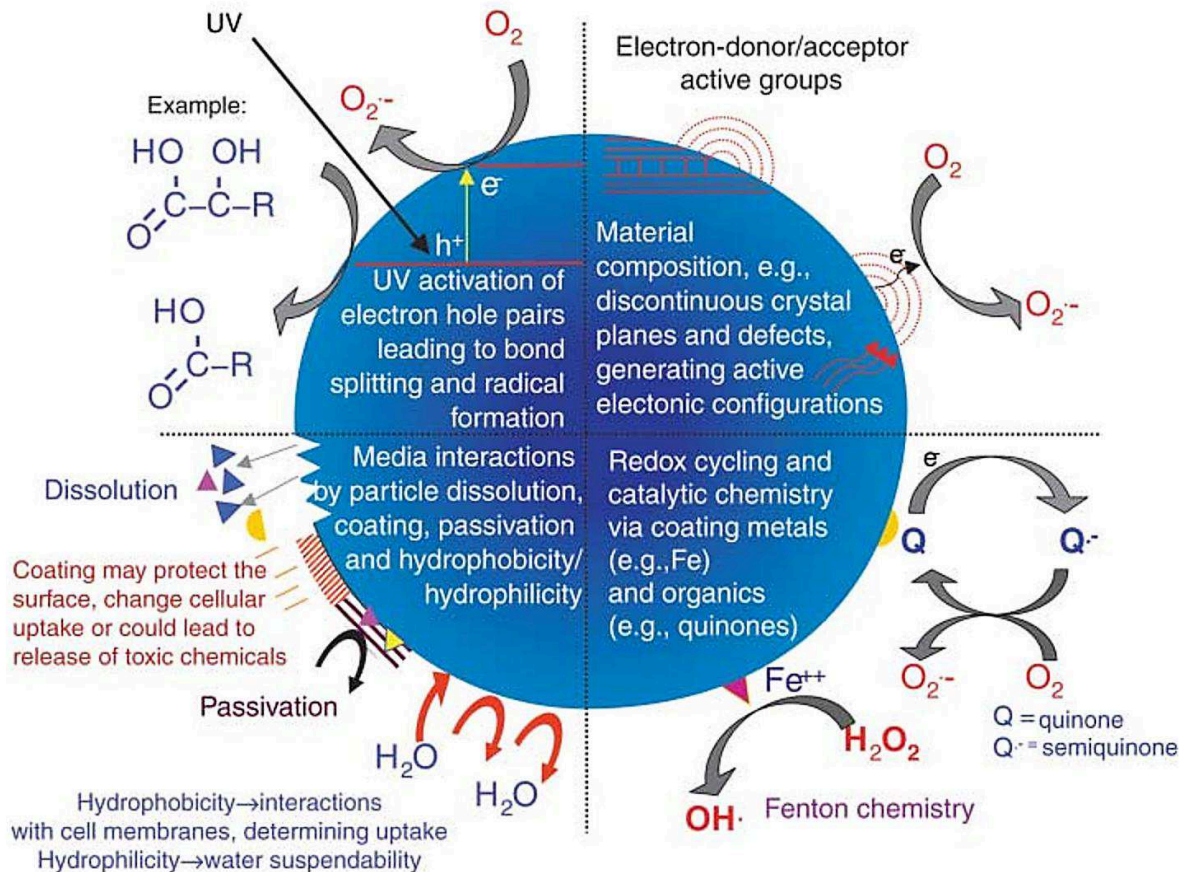 UV
O₂
O₂·-
Example:
HO OH
C–C–R
O
HO
C–R
O
e-
h⁺
UV activation of
electron hole pairs
leading to bond
splitting and radical
formation
Electron-donor/acceptor
active groups
O₂
e-
O₂·-
Material
composition, e.g.,
discontinuous crystal
planes and defects,
generating active
electonic configurations
Dissolution
Media interactions
by particle dissolution,
coating, passivation
and hydrophobicity/
hydrophilicity
Coating may protect the
surface, change cellular
uptake or could lead to
release of toxic chemicals
Passivation
H₂O
H₂O
Hydrophobicity→interactions
with cell membranes, determining uptake
Hydrophilicity→water suspendability
Redox cycling and
catalytic chemistry
via coating metals
(e.g.,Fe)
and organics
(e.g., quinones)
e-
Q
Q·-
O₂·-
O₂
Q = quinone
Q·- = semiquinone
Fe⁺⁺
H₂O₂
OH·
Fenton chemistry